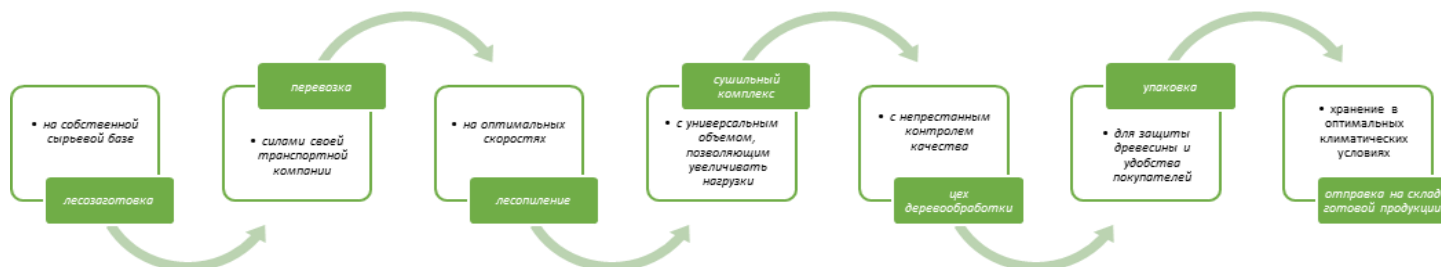 • на собственной
сырьевой базе
лесозаготовка
перевозка
• силами своей
транспортной
компании
• на оптимальных
скоростях
лесопиление
сушильный
комплекс
• с универсальным
объемом,
позволяющим
увеличивать
нагрузки
• с непрестанным
контролем
качества
цех
деревообработки
упаковка
• для защиты
древесины и
удобства
покупателей
• хранение в
оптимальных
климатических
условиях
отправка на склад
готовой продукции